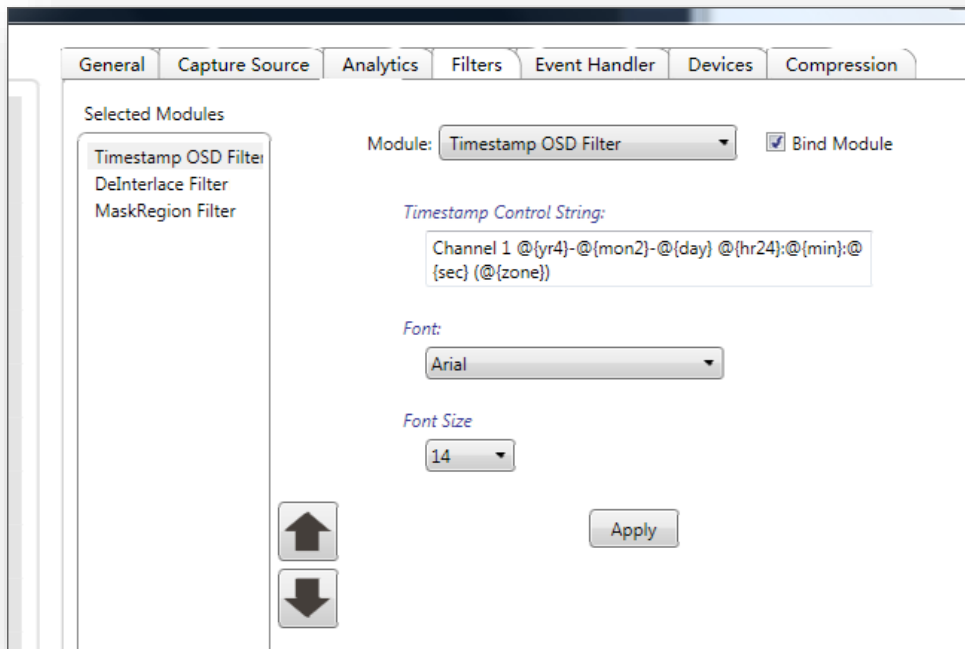 General Capture Source Analytics Filters Event Handler Devices Compression
Selected Modules
Timestamp OSD Filter
DeInterlace Filter
MaskRegion Filter
Module: Timestamp OSD Filter Bind Module
Timestamp Control String:
Channel 1 @{yr4}-@{mon2}-@{day} @{hr24}:@{min}:@
{sec} (@{zone})
Font:
Arial
Font Size
14
Apply